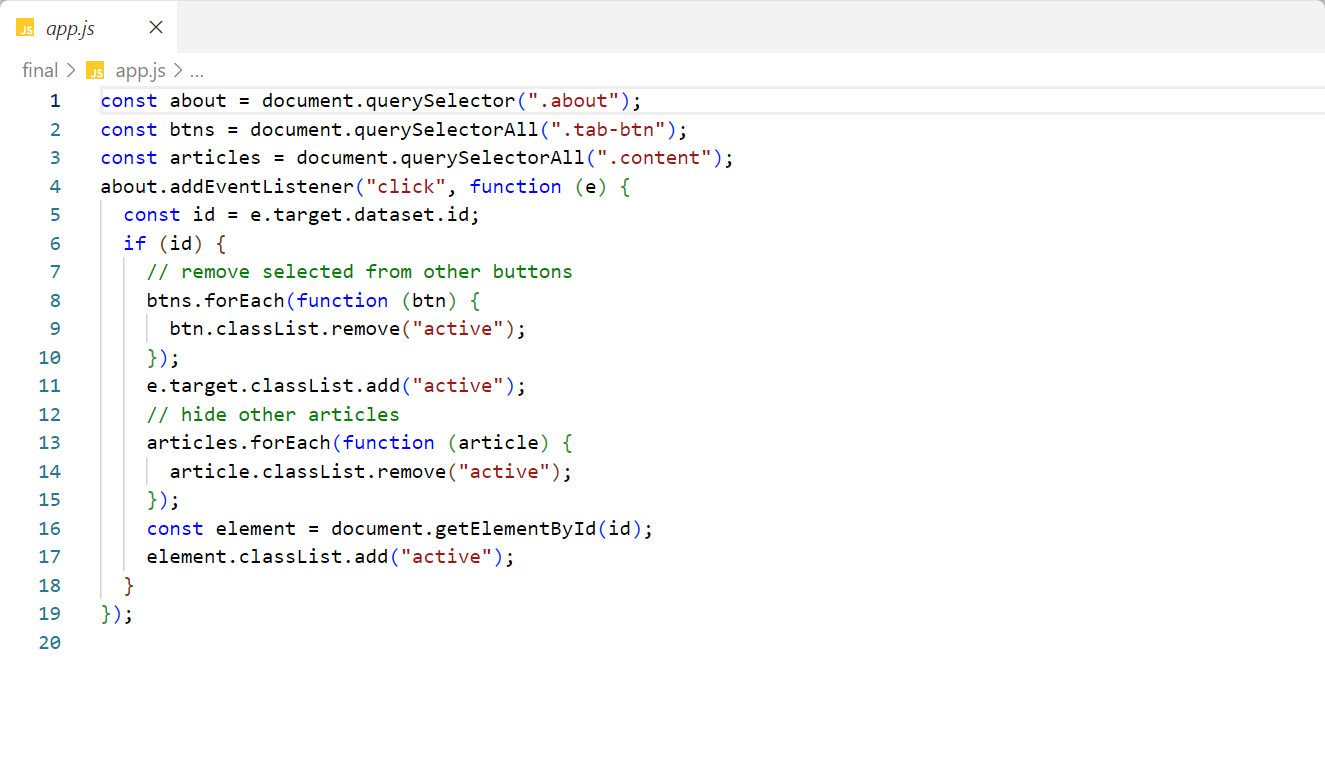 JS app.js ×
final > JS app.js > ...
1 const about = document.querySelector(".about");
2 const btns = document.querySelectorAll(".tab-btn");
3 const articles = document.querySelectorAll(".content");
4 about.addEventListener("click", function (e) {
5   const id = e.target.dataset.id;
6   if (id) {
7     // remove selected from other buttons
8     btns.forEach(function (btn) {
9       btn.classList.remove("active");
10     });
11     e.target.classList.add("active");
12     // hide other articles
13     articles.forEach(function (article) {
14       article.classList.remove("active");
15     });
16     const element = document.getElementById(id);
17     element.classList.add("active");
18   }
19 });
20